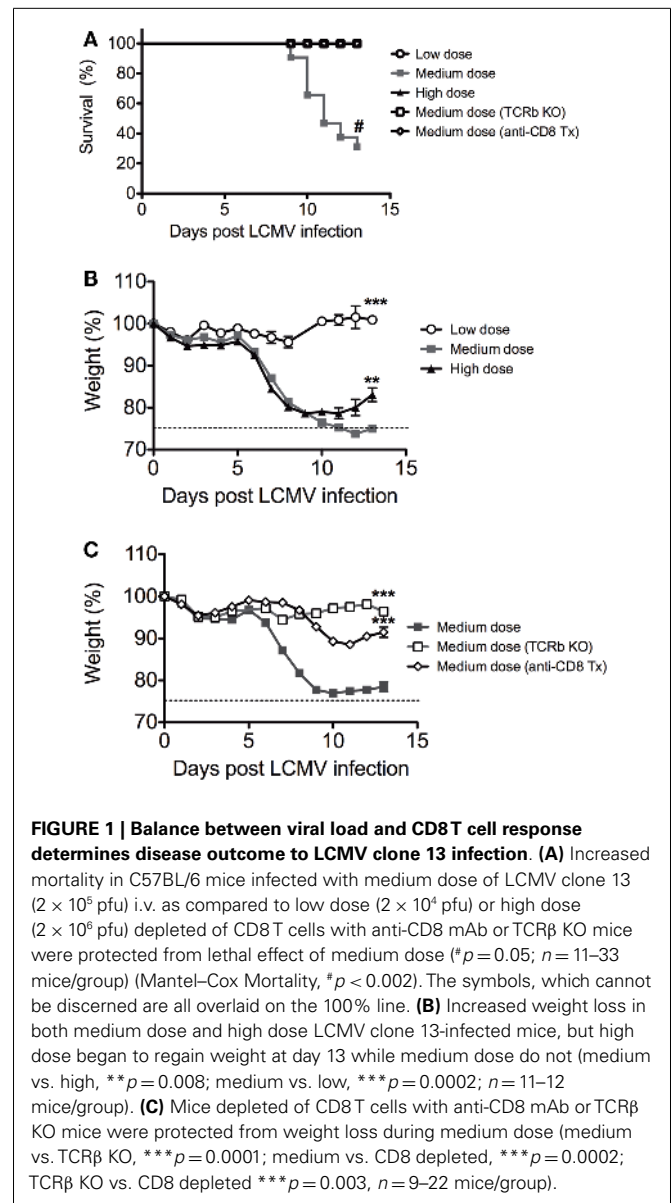 A
100
80
60
40
20
0
Survival (%)
#
0 5 10 15
Days post LCMV infection
Low dose
Medium dose
High dose
Medium dose (TCRb KO)
Medium dose (anti-CD8 Tx)
B
110
100
90
80
70
Weight (%)
***
**
0 5 10 15
Days post LCMV infection
Low dose
Medium dose
High dose
C
110
100
90
80
70
Weight (%)
***
***
0 5 10 15
Days post LCMV infection
Medium dose
Medium dose (TCRb KO)
Medium dose (anti-CD8 Tx)
FIGURE 1 | Balance between viral load and CD8 T cell response
determines disease outcome to LCMV clone 13 infection. (A) Increased
mortality in C57BL/6 mice infected with medium dose of LCMV clone 13
(2 × 10⁵ pfu) i.v. as compared to low dose (2 × 10⁴ pfu) or high dose
(2 × 10⁶ pfu) depleted of CD8 T cells with anti-CD8 mAb or TCRβ KO mice
were protected from lethal effect of medium dose (#p = 0.05; n = 11–33
mice/group) (Mantel–Cox Mortality, #p < 0.002). The symbols, which cannot
be discerned are all overlaid on the 100% line. (B) Increased weight loss in
both medium dose and high dose LCMV clone 13-infected mice, but high
dose began to regain weight at day 13 while medium dose do not (medium
vs. high, **p = 0.008; medium vs. low, ***p = 0.0002; n = 11–12
mice/group). (C) Mice depleted of CD8 T cells with anti-CD8 mAb or TCRβ
KO mice were protected from weight loss during medium dose (medium
vs. TCRβ KO, ***p = 0.0001; medium vs. CD8 depleted, ***p = 0.0002;
TCRβ KO vs. CD8 depleted ***p = 0.003, n = 9–22 mice/group).